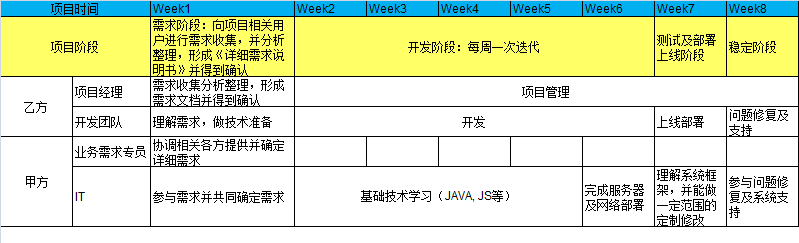 项目时间 Week1 Week2 Week3 Week4 Week5 Week6 Week7 Week8
项目阶段
需求阶段：向项目相关用
户进行需求收集，并分析
整理，形成《详细需求说
明书》并得到确认
开发阶段：每周一次迭代
测试及部署
上线阶段
稳定阶段
乙方
项目经理
需求收集分析整理，形成
需求文档并得到确认
项目管理
开发团队
理解需求，做技术准备
开发
上线部署
问题修复及
支持
甲方
业务需求专员
协调相关各方提供并确定
详细需求
IT
参与需求并共同确定需求
基础技术学习（JAVA, JS等）
完成服务器
及网络部署
理解系统框
架，并能做
一定范围的
定制修改
参与问题修
复及系统支
持